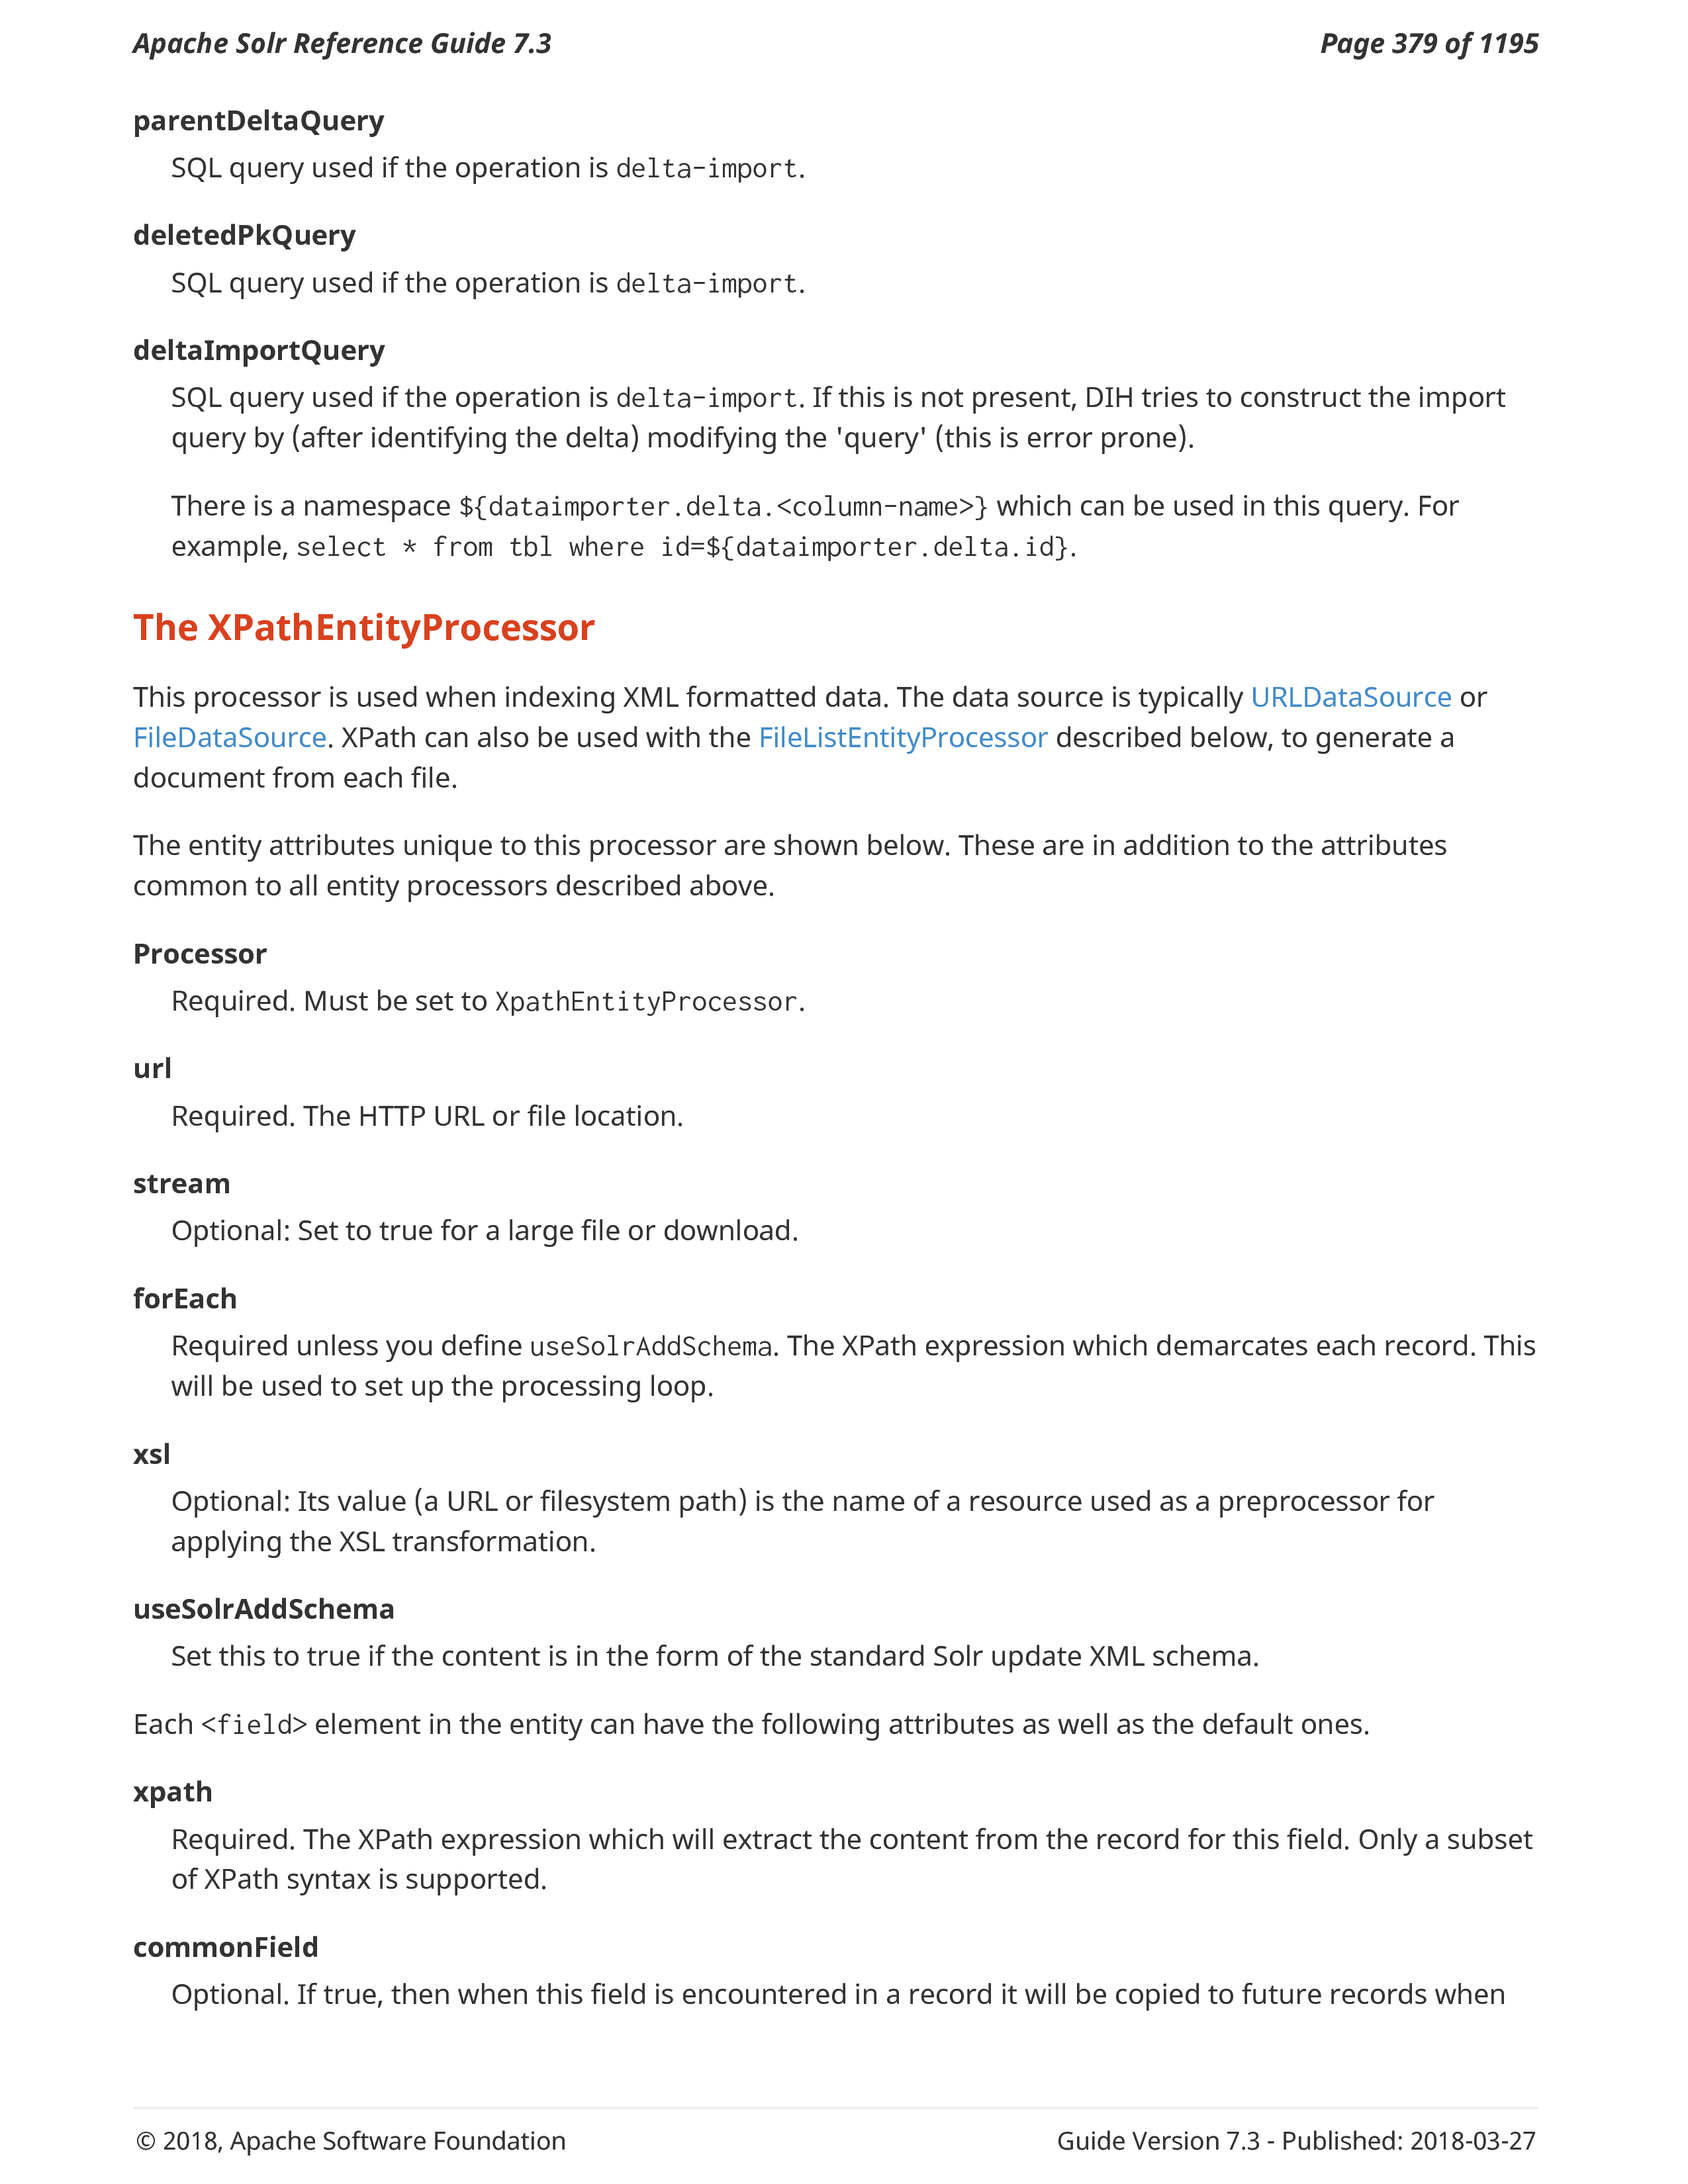 Apache Solr Reference Guide 7.3
Page 379 of 1195
parentDeltaQuery
SQL query used if the operation is delta-import.
deletedPkQuery
SQL query used if the operation is delta-import.
deltaImportQuery
SQL query used if the operation is delta-import. If this is not present, DIH tries to construct the import
query by (after identifying the delta) modifying the 'query' (this is error prone).
There is a namespace ${dataimporter.delta.<column-name>} which can be used in this query. For
example, select * from tbl where id=${dataimporter.delta.id}.
The XPathEntityProcessor
This processor is used when indexing XML formatted data. The data source is typically URLDataSource or
FileDataSource. XPath can also be used with the FileListEntityProcessor described below, to generate a
document from each file.
The entity attributes unique to this processor are shown below. These are in addition to the attributes
common to all entity processors described above.
Processor
Required. Must be set to XpathEntityProcessor.
url
Required. The HTTP URL or file location.
stream
Optional: Set to true for a large file or download.
forEach
Required unless you define useSolrAddSchema. The XPath expression which demarcates each record. This
will be used to set up the processing loop.
xsl
Optional: Its value (a URL or filesystem path) is the name of a resource used as a preprocessor for
applying the XSL transformation.
useSolrAddSchema
Set this to true if the content is in the form of the standard Solr update XML schema.
Each <field> element in the entity can have the following attributes as well as the default ones.
xpath
Required. The XPath expression which will extract the content from the record for this field. Only a subset
of XPath syntax is supported.
commonField
Optional. If true, then when this field is encountered in a record it will be copied to future records when
© 2018, Apache Software Foundation
Guide Version 7.3 - Published: 2018-03-27